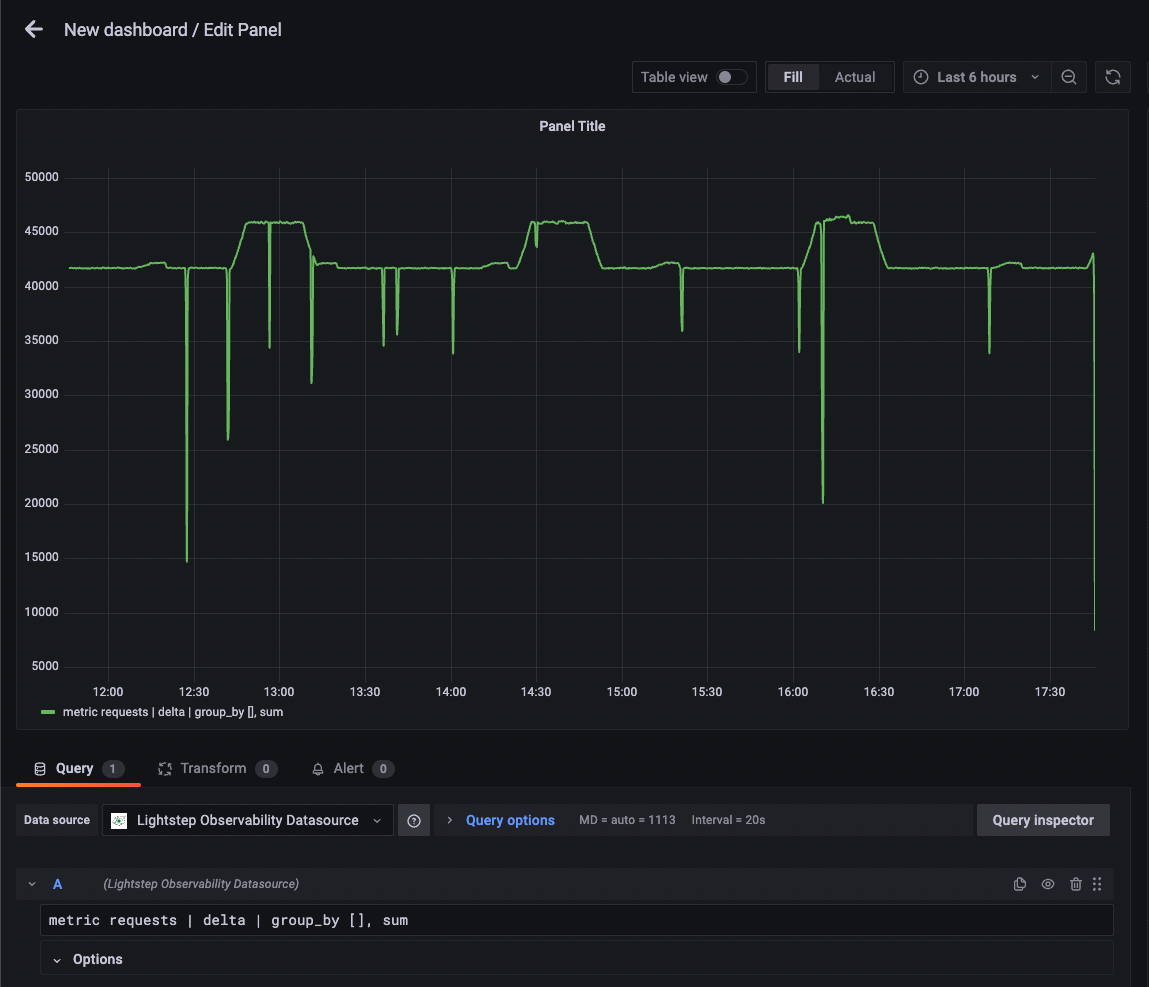 New dashboard / Edit Panel
Table view Fill Actual Last 6 hours
Panel Title
50000
45000
40000
35000
30000
25000
20000
15000
10000
5000
12:00 12:30 13:00 13:30 14:00 14:30 15:00 15:30 16:00 16:30 17:00 17:30
metric requests | delta | group_by [], sum
Query 1 Transform 0 Alert 0
Data source Lightstep Observability Datasource Query options MD = auto = 1113 Interval = 20s Query inspector
A (Lightstep Observability Datasource)
metric requests | delta | group_by [], sum
Options